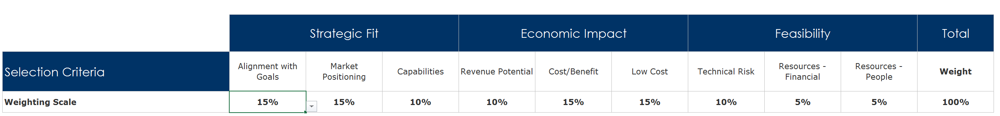 Strategic Fit Economic Impact Feasibility Total
Selection Criteria
Alignment with
Goals
Market
Positioning
Capabilities
Revenue Potential
Cost/Benefit
Low Cost
Technical Risk
Resources -
Financial
Resources -
People
Weight
Weighting Scale 15% 15% 10% 10% 15% 15% 10% 5% 5% 100%